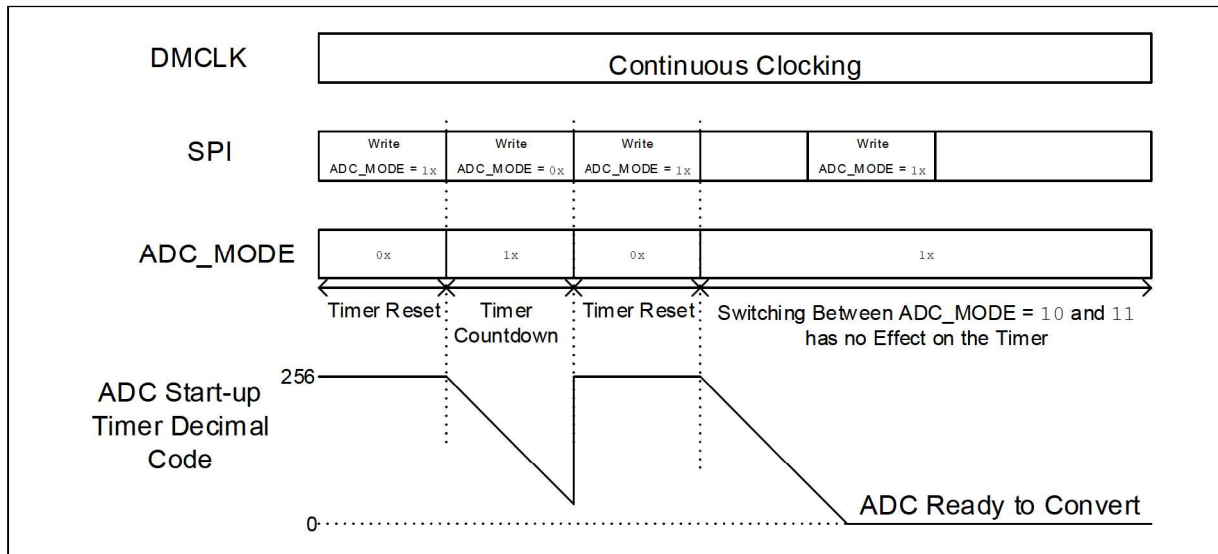 DMCLK
Continuous Clocking
SPI
Write
ADC_MODE = 1x
Write
ADC_MODE = 0x
Write
ADC_MODE = 1x
Write
ADC_MODE = 1x
ADC_MODE
0x
1x
0x
1x
Timer Reset
Timer
Countdown
Timer Reset
Switching Between ADC_MODE = 10 and 11
has no Effect on the Timer
ADC Start-up
Timer Decimal
Code
256
0
ADC Ready to Convert